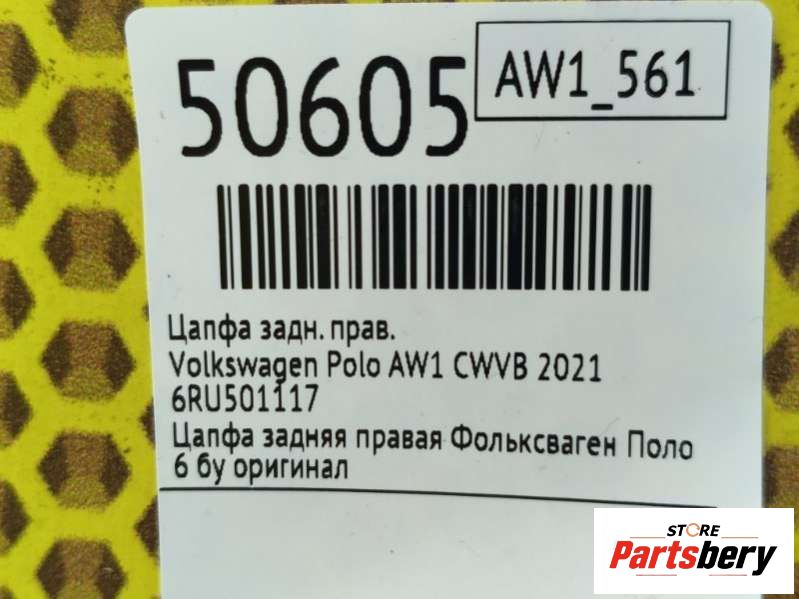 50605
AW1_561
Цапфа задн. прав.
Volkswagen Polo AW1 CWVB 2021
6RU501117
Цапфа задняя правая Фольксваген Поло
6 бу оригинал
STORE
Partsbery